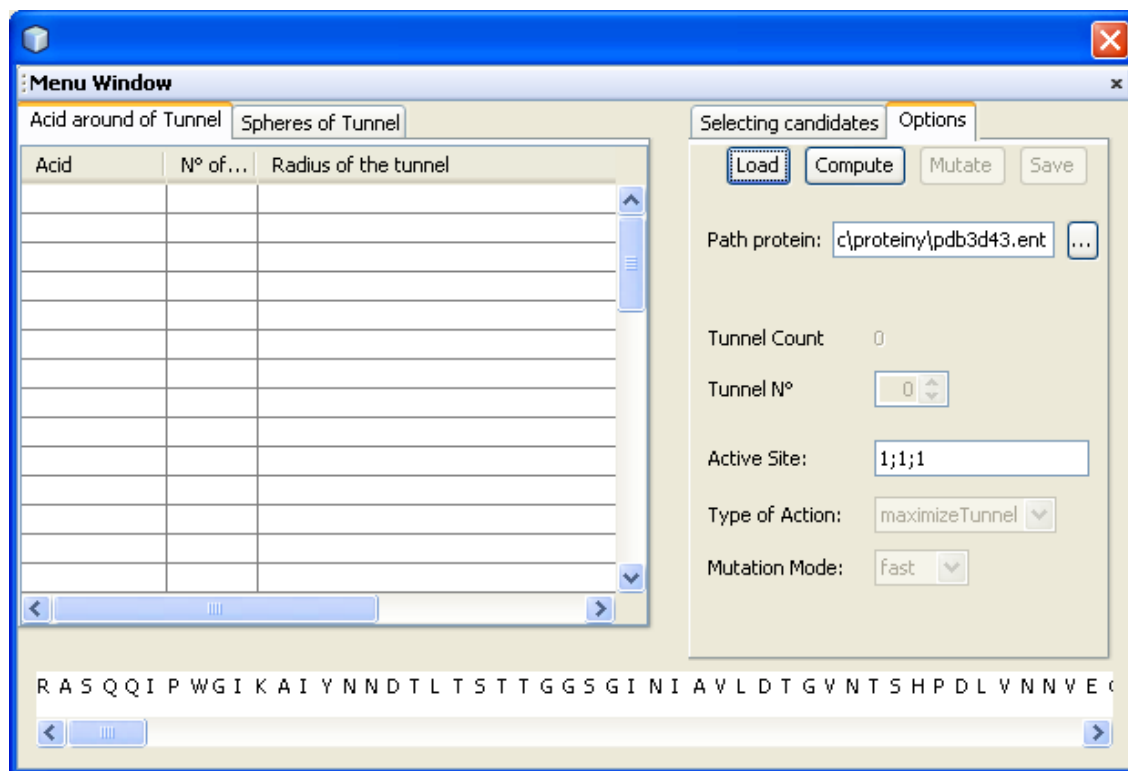 Menu Window
Acid around of Tunnel
Spheres of Tunnel
Selecting candidates
Options
Acid
N° of...
Radius of the tunnel
Load
Compute
Mutate
Save
Path protein:
c\proteiny\pdb3d43.ent
...
Tunnel Count
0
Tunnel N°
0
Active Site:
1;1;1
Type of Action:
maximizeTunnel
Mutation Mode:
fast
R A S Q Q I P W G I K A I Y N N D T L T S T T G G S G I N I A V L D T G V N T S H P D L V N N V E